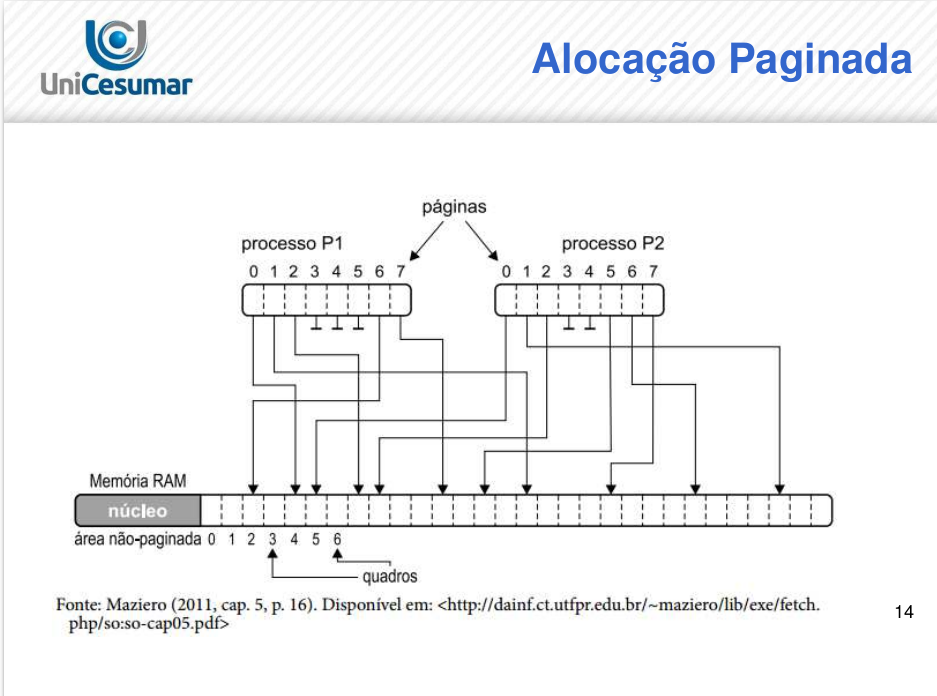 UniCesumar
Alocação Paginada
páginas
processo P1
processo P2
0 1 2 3 4 5 6 7
0 1 2 3 4 5 6 7
Memória RAM
núcleo
área não-paginada 0 1 2 3 4 5 6
quadros
Fonte: Maziero (2011, cap. 5, p. 16). Disponível em: <http://dainf.ct.utfpr.edu.br/~maziero/lib/exe/fetch.
php/so:so-cap05.pdf>
14